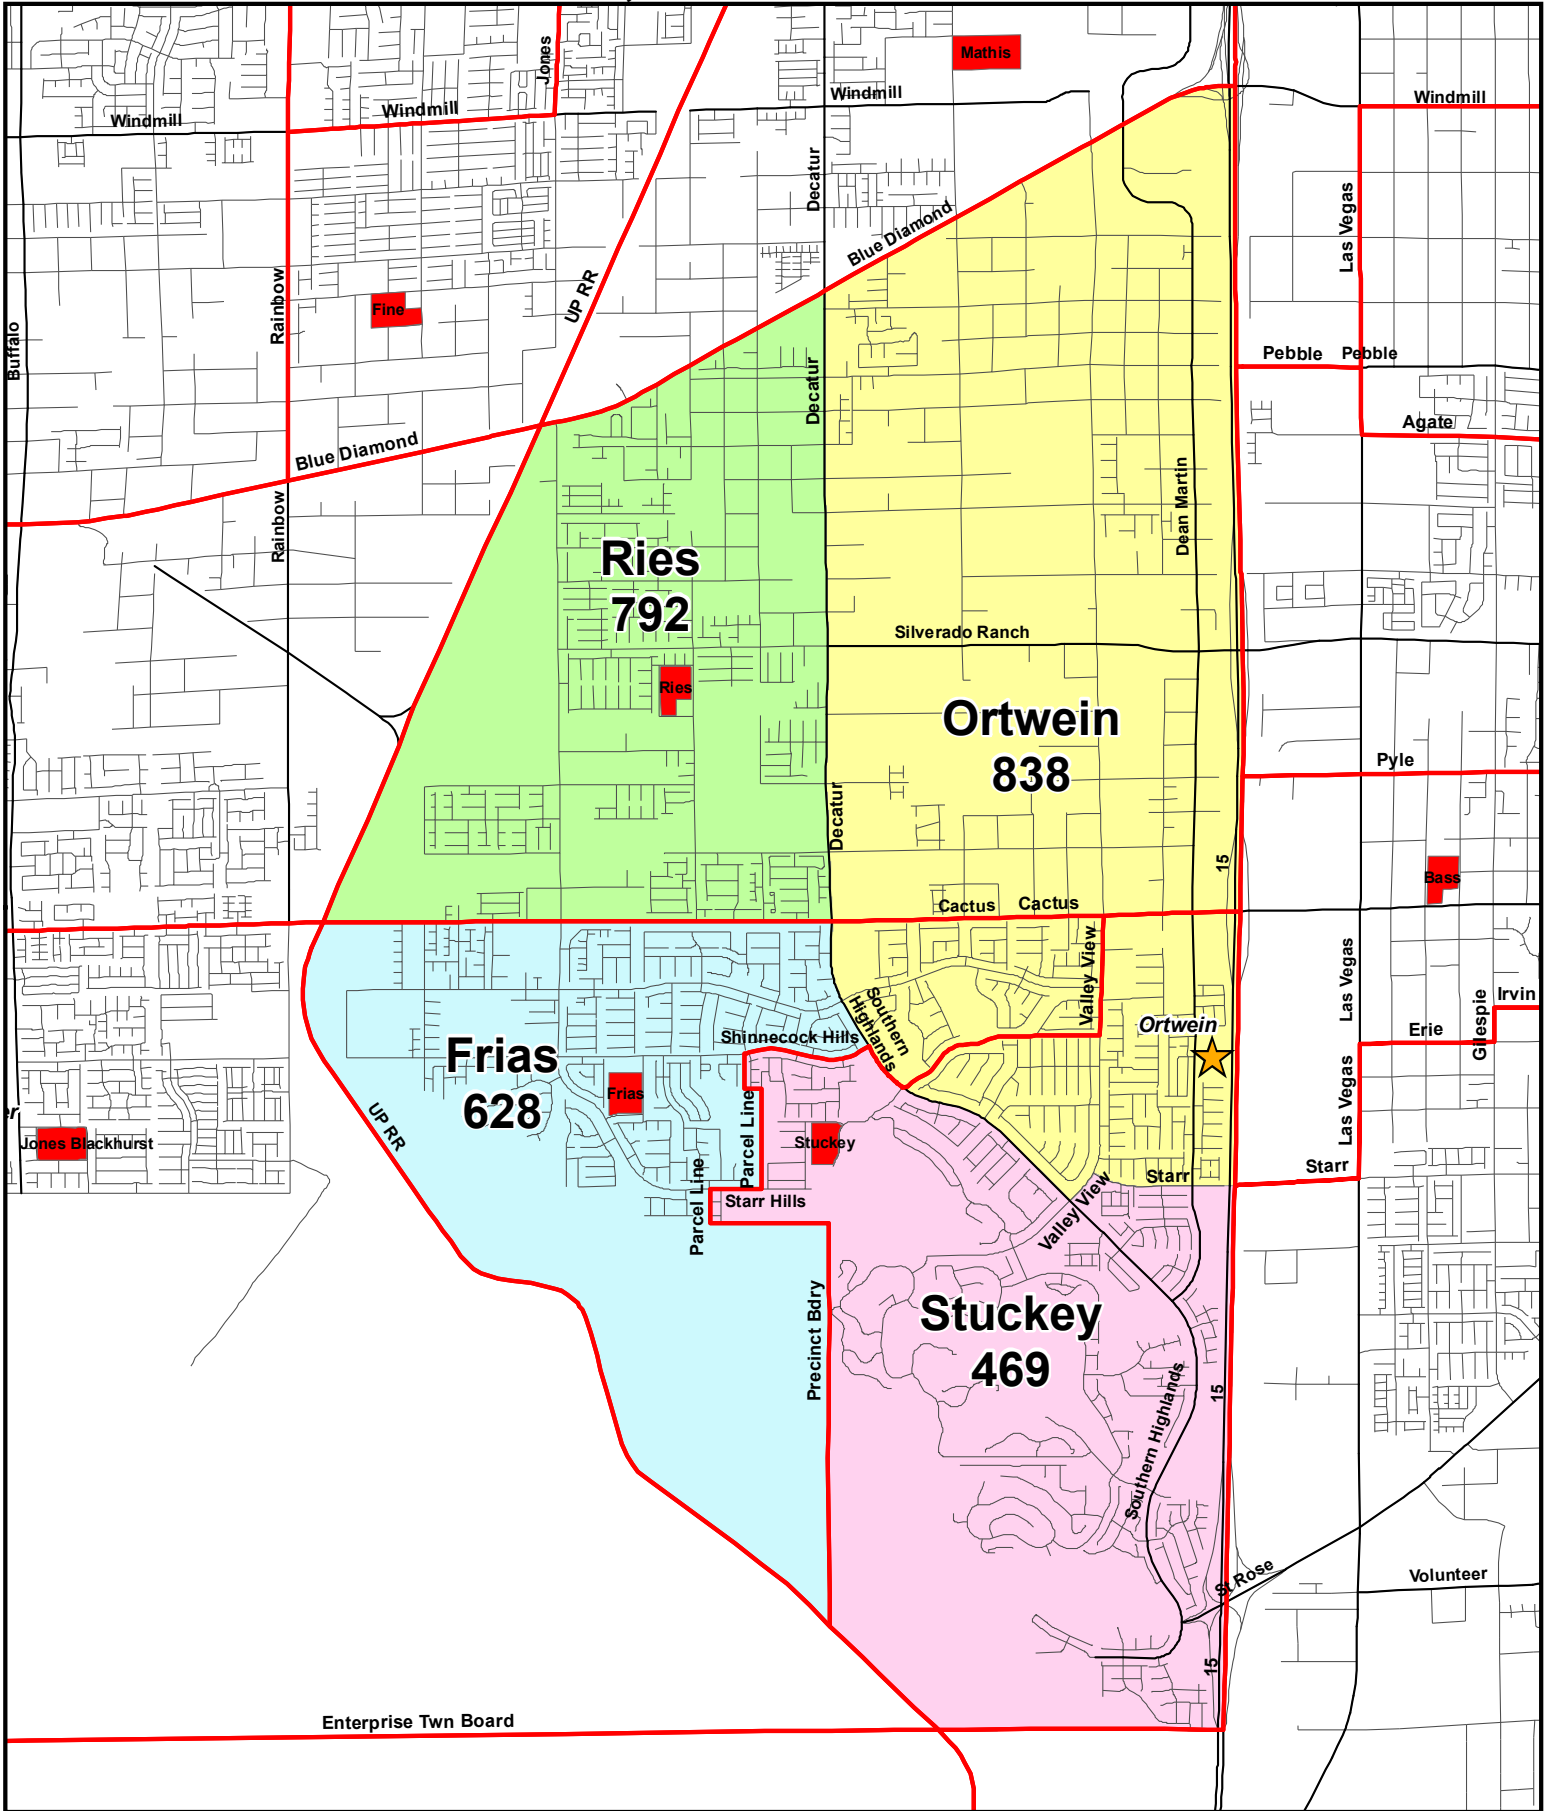 Mathis
Jones
Windmill
Windmill
Windmill
Windmill
Decatur
Las Vegas
Blue Diamond
Rainbow
UP RR
Fine
Buffalo
Pebble
Pebble
Decatur
Agate
Blue Diamond
Rainbow
Dean Martin
Ries
792
Silverado Ranch
Ries
Ortwein
838
Pyle
Decatur
15
Bass
Cactus
Cactus
Valley View
Las Vegas
Irvin
Southern
Highlands
Ortwein
Erie
Gilespie
Shinnecock Hills
Frias
628
Frias
Las Vegas
UP RR
Parcel Line
Stuckey
Jones Blackhurst
er
Starr
Starr
Parcel Line
Starr Hills
Valley View
Precinct Bdry
Stuckey
469
Southern Highlands
15
St Rose
Volunteer
15
Enterprise Twn Board